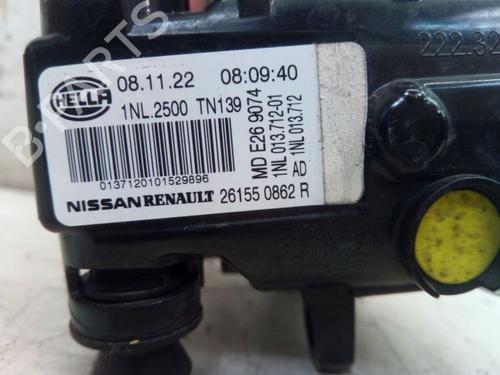 HELLA
08.11.22 08:09:40
1NL.2500 TN139
MD E26 9074
1NL 013.712-01
1NL 013.712
AD
0137120101529896
NISSAN RENAULT 26155 0862 R
222.32
B-PARTS